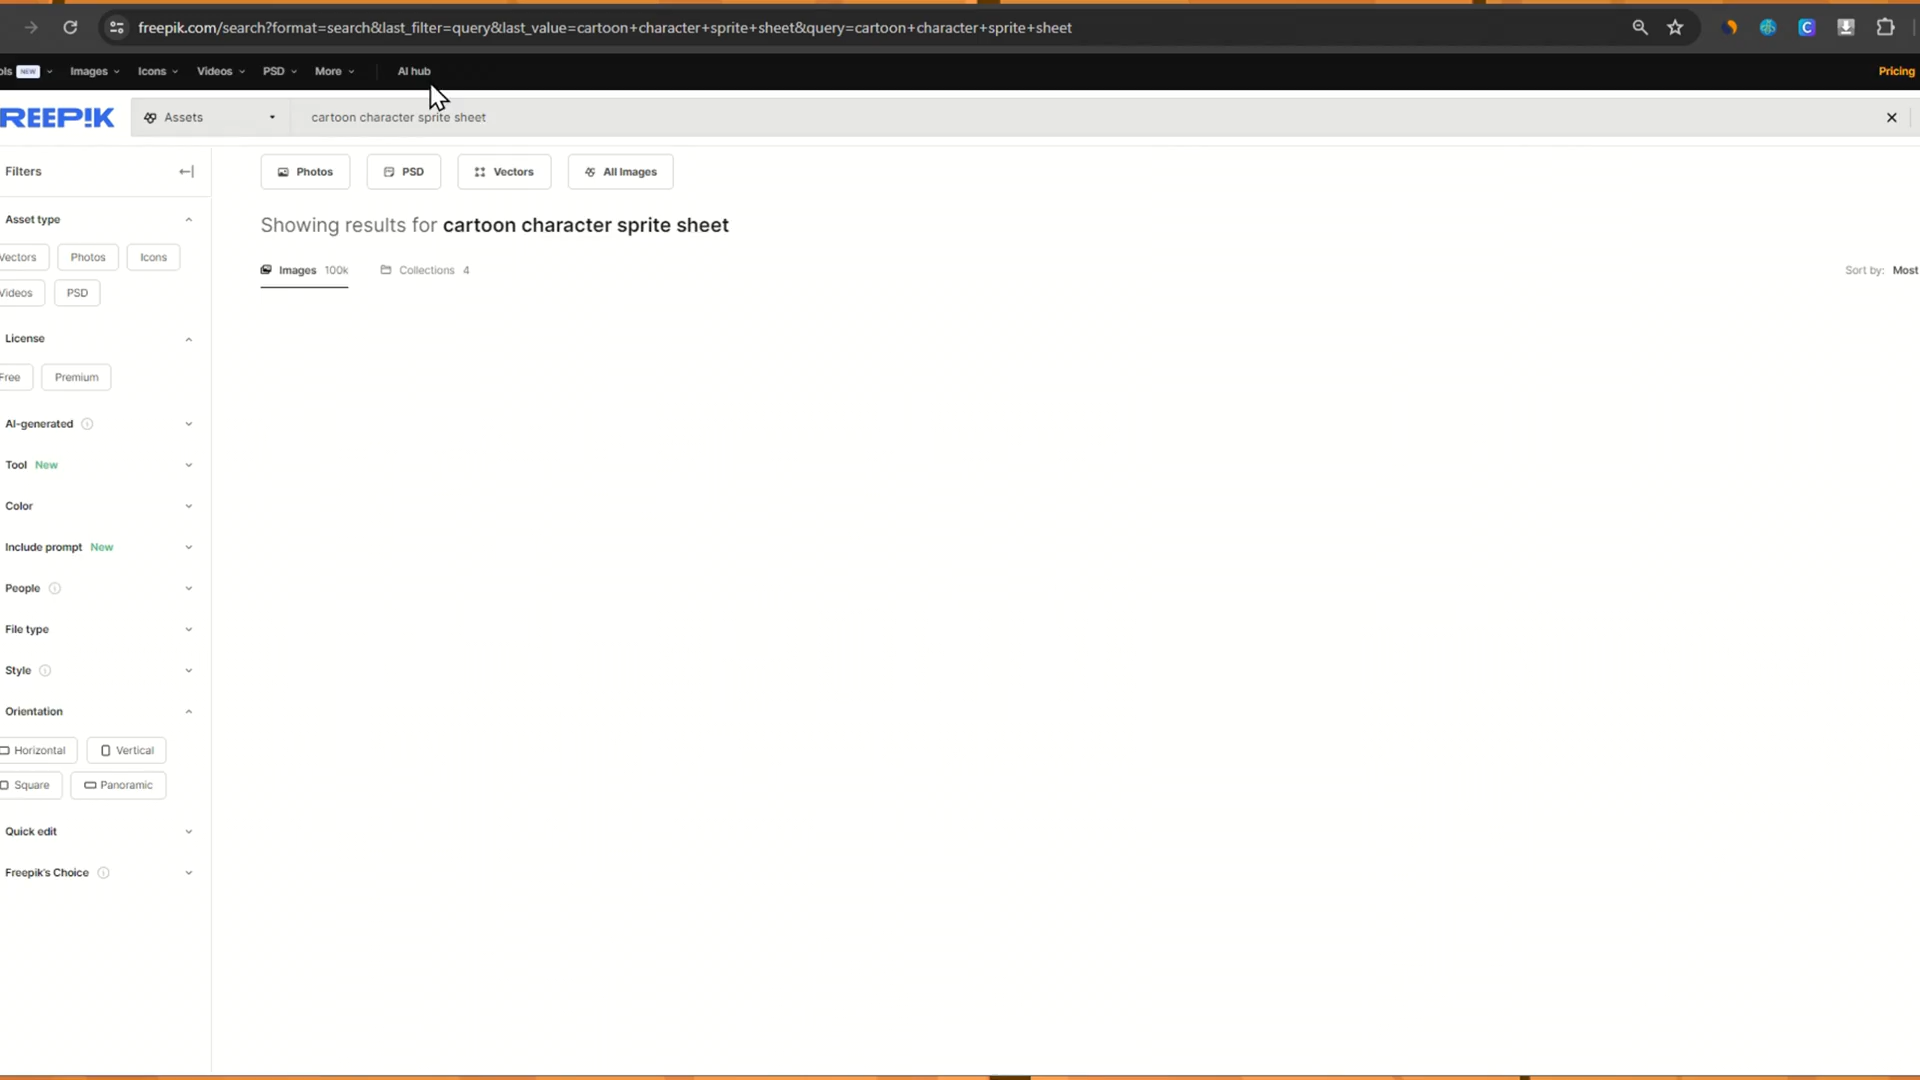 freepik.com/search?format=search&last_filter=query&last_value=cartoon+character+sprite+sheet&query=cartoon+character+sprite+sheet
ols NEW Images Icons Videos PSD More AI hub Pricing
REEP!K Assets cartoon character sprite sheet
Filters
Photos PSD Vectors All Images
Asset type
Showing results for cartoon character sprite sheet
Vectors Photos Icons
Images 100k Collections 4 Sort by: Most
Videos PSD
License
Free Premium
AI-generated
Tool New
Color
Include prompt New
People
File type
Style
Orientation
Horizontal Vertical
Square Panoramic
Quick edit
Freepik's Choice